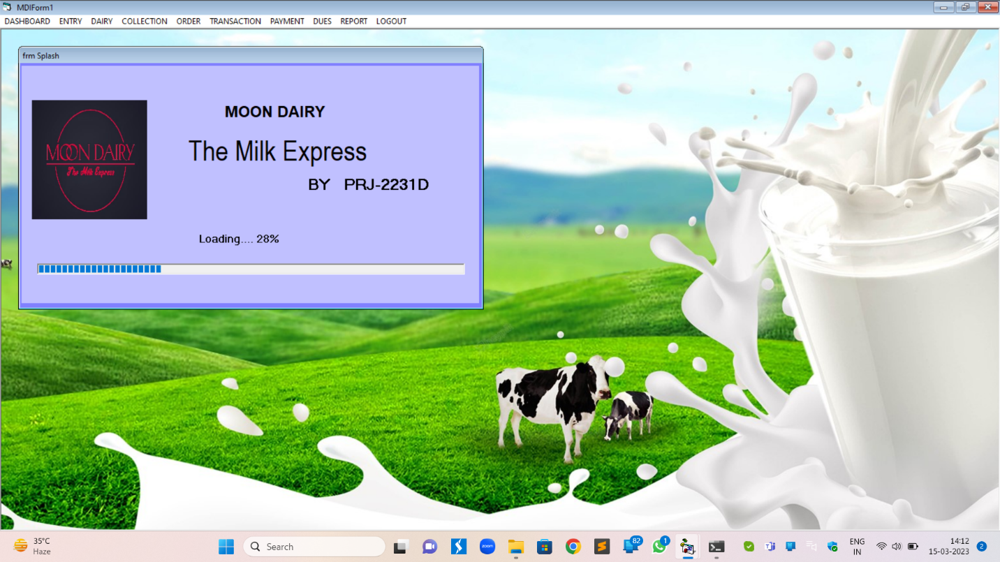 MDIForm1
DASHBOARD ENTRY DAIRY COLLECTION ORDER TRANSACTION PAYMENT DUES REPORT LOGOUT
frm Splash
MOON DAIRY
The Milk Express
MOON DAIRY
The Milk Express
BY PRJ-2231D
Loading.... 28%
35°C
Haze
Search
zoom
82
1
ENG
IN
14:12
15-03-2023
2